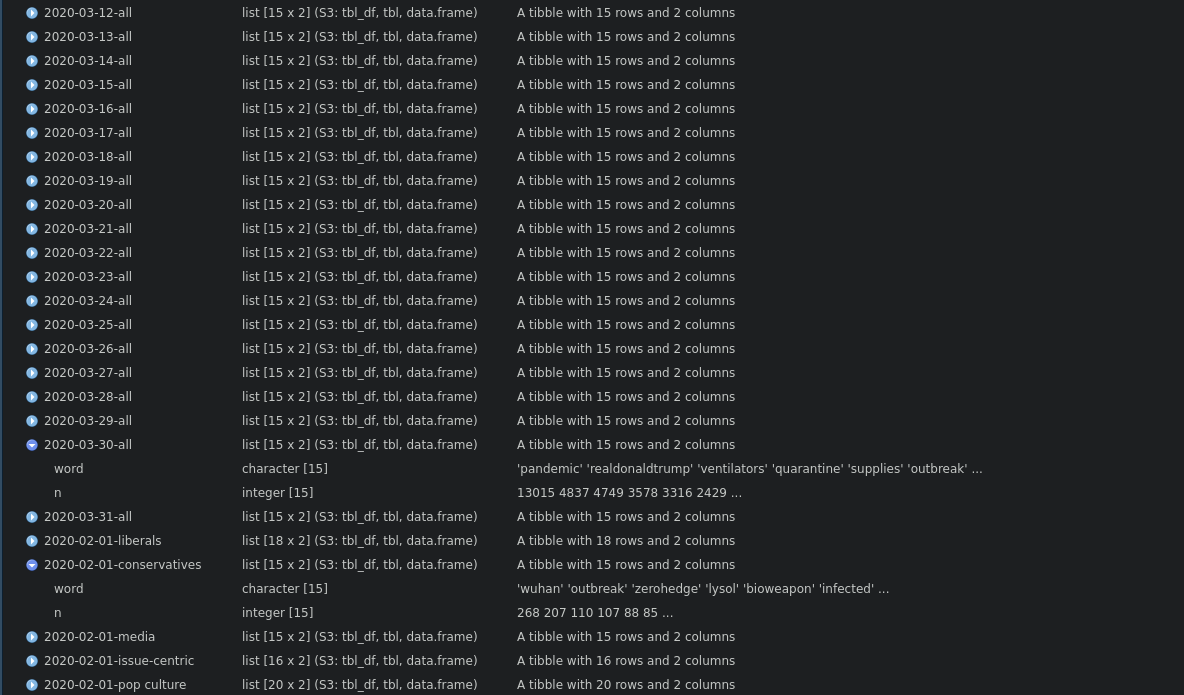 2020-03-12-all list [15 x 2] (S3: tbl_df, tbl, data.frame) A tibble with 15 rows and 2 columns
2020-03-13-all list [15 x 2] (S3: tbl_df, tbl, data.frame) A tibble with 15 rows and 2 columns
2020-03-14-all list [15 x 2] (S3: tbl_df, tbl, data.frame) A tibble with 15 rows and 2 columns
2020-03-15-all list [15 x 2] (S3: tbl_df, tbl, data.frame) A tibble with 15 rows and 2 columns
2020-03-16-all list [15 x 2] (S3: tbl_df, tbl, data.frame) A tibble with 15 rows and 2 columns
2020-03-17-all list [15 x 2] (S3: tbl_df, tbl, data.frame) A tibble with 15 rows and 2 columns
2020-03-18-all list [15 x 2] (S3: tbl_df, tbl, data.frame) A tibble with 15 rows and 2 columns
2020-03-19-all list [15 x 2] (S3: tbl_df, tbl, data.frame) A tibble with 15 rows and 2 columns
2020-03-20-all list [15 x 2] (S3: tbl_df, tbl, data.frame) A tibble with 15 rows and 2 columns
2020-03-21-all list [15 x 2] (S3: tbl_df, tbl, data.frame) A tibble with 15 rows and 2 columns
2020-03-22-all list [15 x 2] (S3: tbl_df, tbl, data.frame) A tibble with 15 rows and 2 columns
2020-03-23-all list [15 x 2] (S3: tbl_df, tbl, data.frame) A tibble with 15 rows and 2 columns
2020-03-24-all list [15 x 2] (S3: tbl_df, tbl, data.frame) A tibble with 15 rows and 2 columns
2020-03-25-all list [15 x 2] (S3: tbl_df, tbl, data.frame) A tibble with 15 rows and 2 columns
2020-03-26-all list [15 x 2] (S3: tbl_df, tbl, data.frame) A tibble with 15 rows and 2 columns
2020-03-27-all list [15 x 2] (S3: tbl_df, tbl, data.frame) A tibble with 15 rows and 2 columns
2020-03-28-all list [15 x 2] (S3: tbl_df, tbl, data.frame) A tibble with 15 rows and 2 columns
2020-03-29-all list [15 x 2] (S3: tbl_df, tbl, data.frame) A tibble with 15 rows and 2 columns
2020-03-30-all list [15 x 2] (S3: tbl_df, tbl, data.frame) A tibble with 15 rows and 2 columns
word character [15] 'pandemic' 'realdonaldtrump' 'ventilators' 'quarantine' 'supplies' 'outbreak' ...
n integer [15] 13015 4837 4749 3578 3316 2429 ...
2020-03-31-all list [15 x 2] (S3: tbl_df, tbl, data.frame) A tibble with 15 rows and 2 columns
2020-02-01-liberals list [18 x 2] (S3: tbl_df, tbl, data.frame) A tibble with 18 rows and 2 columns
2020-02-01-conservatives list [15 x 2] (S3: tbl_df, tbl, data.frame) A tibble with 15 rows and 2 columns
word character [15] 'wuhan' 'outbreak' 'zerohedge' 'lysol' 'bioweapon' 'infected' ...
n integer [15] 268 207 110 107 88 85 ...
2020-02-01-media list [15 x 2] (S3: tbl_df, tbl, data.frame) A tibble with 15 rows and 2 columns
2020-02-01-issue-centric list [16 x 2] (S3: tbl_df, tbl, data.frame) A tibble with 16 rows and 2 columns
2020-02-01-pop culture list [20 x 2] (S3: tbl_df, tbl, data.frame) A tibble with 20 rows and 2 columns